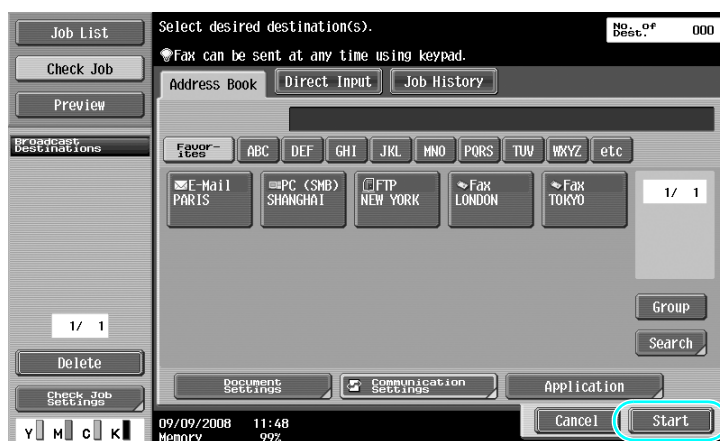 Job List
Check Job
Preview
Broadcast
Destinations
1/ 1
Delete
Check Job
Settings
Y M C K
Select desired destination(s).
No. of
Dest.
000
Fax can be sent at any time using keypad.
Address Book
Direct Input
Job History
Favor-
ites
ABC
DEF
GHI
JKL
MNO
PQRS
TUV
WXYZ
etc
E-Mail
PARIS
PC (SMB)
SHANGHAI
FTP
NEW YORK
Fax
LONDON
Fax
TOKYO
1/ 1
Group
Search
Document
Settings
Communication
Settings
Application
09/09/2008 11:48
Memory 99%
Cancel
Start